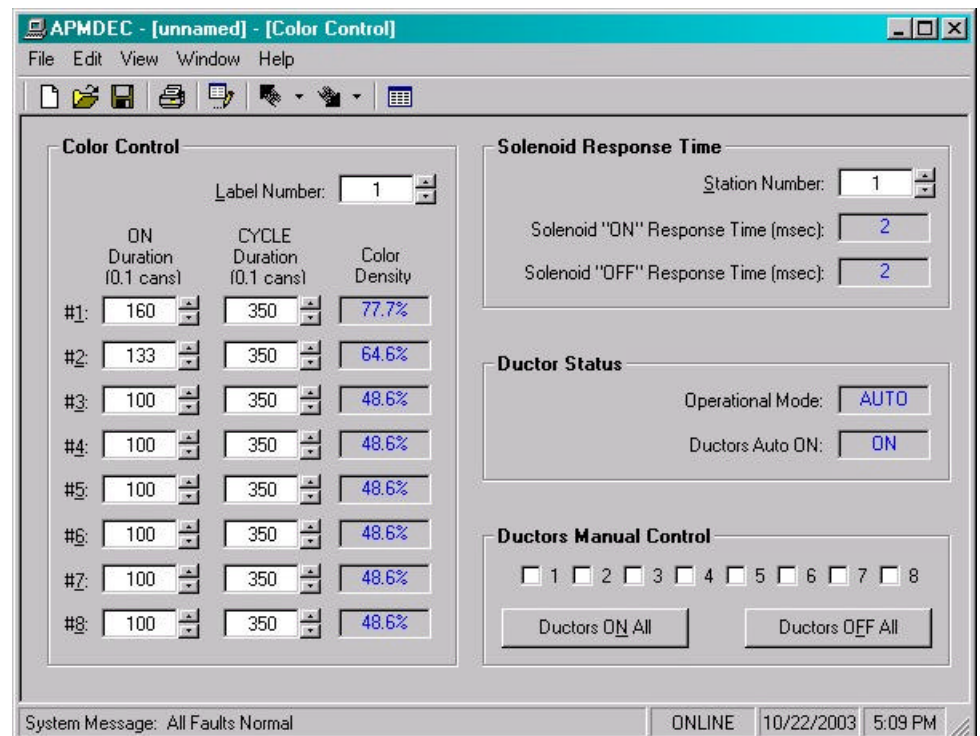 APMDEC - [unnamed] - [Color Control]
File Edit View Window Help
Color Control
Label Number: 1
ON Duration (0.1 cans)
CYCLE Duration (0.1 cans)
Color Density
#1: 160 350 77.7%
#2: 133 350 64.6%
#3: 100 350 48.6%
#4: 100 350 48.6%
#5: 100 350 48.6%
#6: 100 350 48.6%
#7: 100 350 48.6%
#8: 100 350 48.6%
Solenoid Response Time
Station Number: 1
Solenoid "ON" Response Time (msec): 2
Solenoid "OFF" Response Time (msec): 2
Ductor Status
Operational Mode: AUTO
Ductors Auto ON: ON
Ductors Manual Control
1 2 3 4 5 6 7 8
Ductors ON All Ductors OFF All
System Message: All Faults Normal ONLINE 10/22/2003 5:09 PM